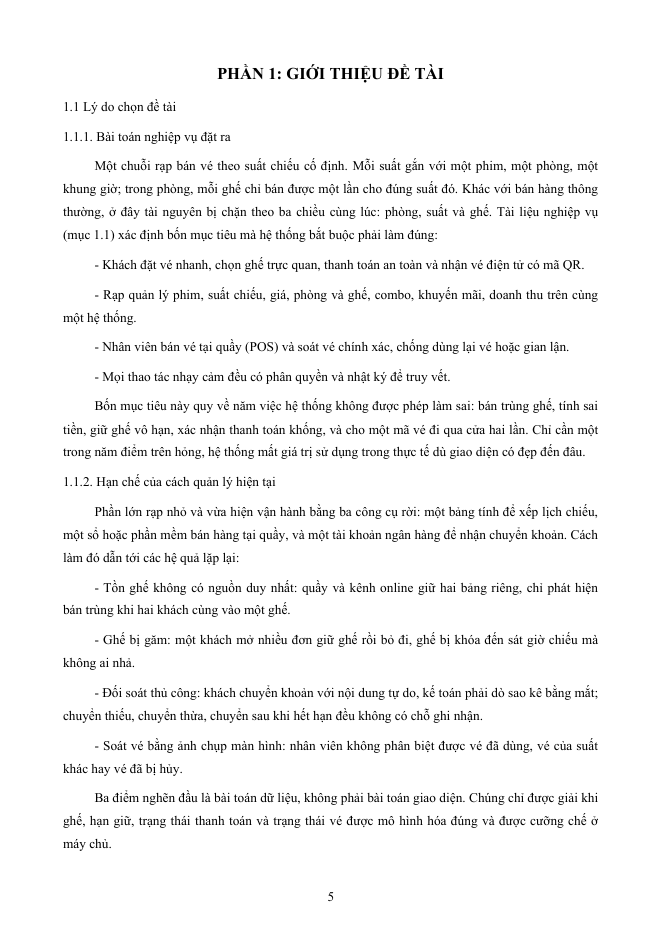 PHẦN 1: GIỚI THIỆU ĐỀ TÀI
1.1 Lý do chọn đề tài
1.1.1. Bài toán nghiệp vụ đặt ra
Một chuỗi rạp bán vé theo suất chiếu cố định. Mỗi suất gắn với một phim, một phòng, một
khung giờ; trong phòng, mỗi ghế chỉ bán được một lần cho đúng suất đó. Khác với bán hàng thông
thường, ở đây tài nguyên bị chặn theo ba chiều cùng lúc: phòng, suất và ghế. Tài liệu nghiệp vụ
(mục 1.1) xác định bốn mục tiêu mà hệ thống bắt buộc phải làm đúng:
- Khách đặt vé nhanh, chọn ghế trực quan, thanh toán an toàn và nhận vé điện tử có mã QR.
- Rạp quản lý phim, suất chiếu, giá, phòng và ghế, combo, khuyến mãi, doanh thu trên cùng
một hệ thống.
- Nhân viên bán vé tại quầy (POS) và soát vé chính xác, chống dùng lại vé hoặc gian lận.
- Mọi thao tác nhạy cảm đều có phân quyền và nhật ký để truy vết.
Bốn mục tiêu này quy về năm việc hệ thống không được phép làm sai: bán trùng ghế, tính sai
tiền, giữ ghế vô hạn, xác nhận thanh toán khống, và cho một mã vé đi qua cửa hai lần. Chỉ cần một
trong năm điểm trên hỏng, hệ thống mất giá trị sử dụng trong thực tế dù giao diện có đẹp đến đâu.
1.1.2. Hạn chế của cách quản lý hiện tại
Phần lớn rạp nhỏ và vừa hiện vận hành bằng ba công cụ rời: một bảng tính để xếp lịch chiếu,
một sổ hoặc phần mềm bán hàng tại quầy, và một tài khoản ngân hàng để nhận chuyển khoản. Cách
làm đó dẫn tới các hệ quả lặp lại:
- Tồn ghế không có nguồn duy nhất: quầy và kênh online giữ hai bảng riêng, chỉ phát hiện
bán trùng khi hai khách cùng vào một ghế.
- Ghế bị găm: một khách mở nhiều đơn giữ ghế rồi bỏ đi, ghế bị khóa đến sát giờ chiếu mà
không ai nhả.
- Đối soát thủ công: khách chuyển khoản với nội dung tự do, kế toán phải dò sao kê bằng mắt;
chuyển thiếu, chuyển thừa, chuyển sau khi hết hạn đều không có chỗ ghi nhận.
- Soát vé bằng ảnh chụp màn hình: nhân viên không phân biệt được vé đã dùng, vé của suất
khác hay vé đã bị hủy.
Ba điểm nghẽn đầu là bài toán dữ liệu, không phải bài toán giao diện. Chúng chỉ được giải khi
ghế, hạn giữ, trạng thái thanh toán và trạng thái vé được mô hình hóa đúng và được cưỡng chế ở
máy chủ.
5